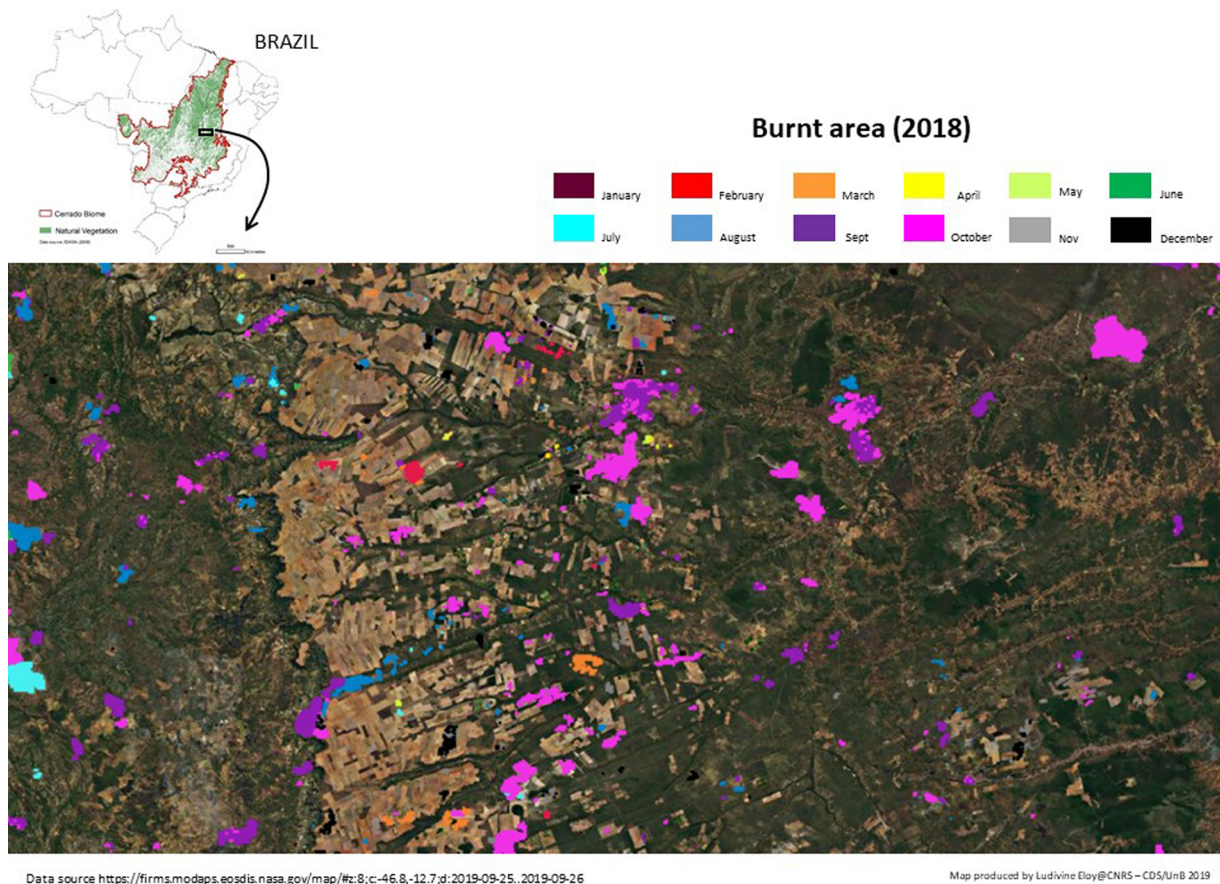 BRAZIL
Cerrado Biome
Natural Vegetation
Burnt area (2018)
January
February
March
April
May
June
July
August
Sept
October
Nov
December
Data source https://firms.modaps.eosdis.nasa.gov/map/#z:8;c:-46.8,-12.7;d:2019-09-25..2019-09-26
Map produced by Ludivine Eloy@CNRS – CDS/UnB 2019